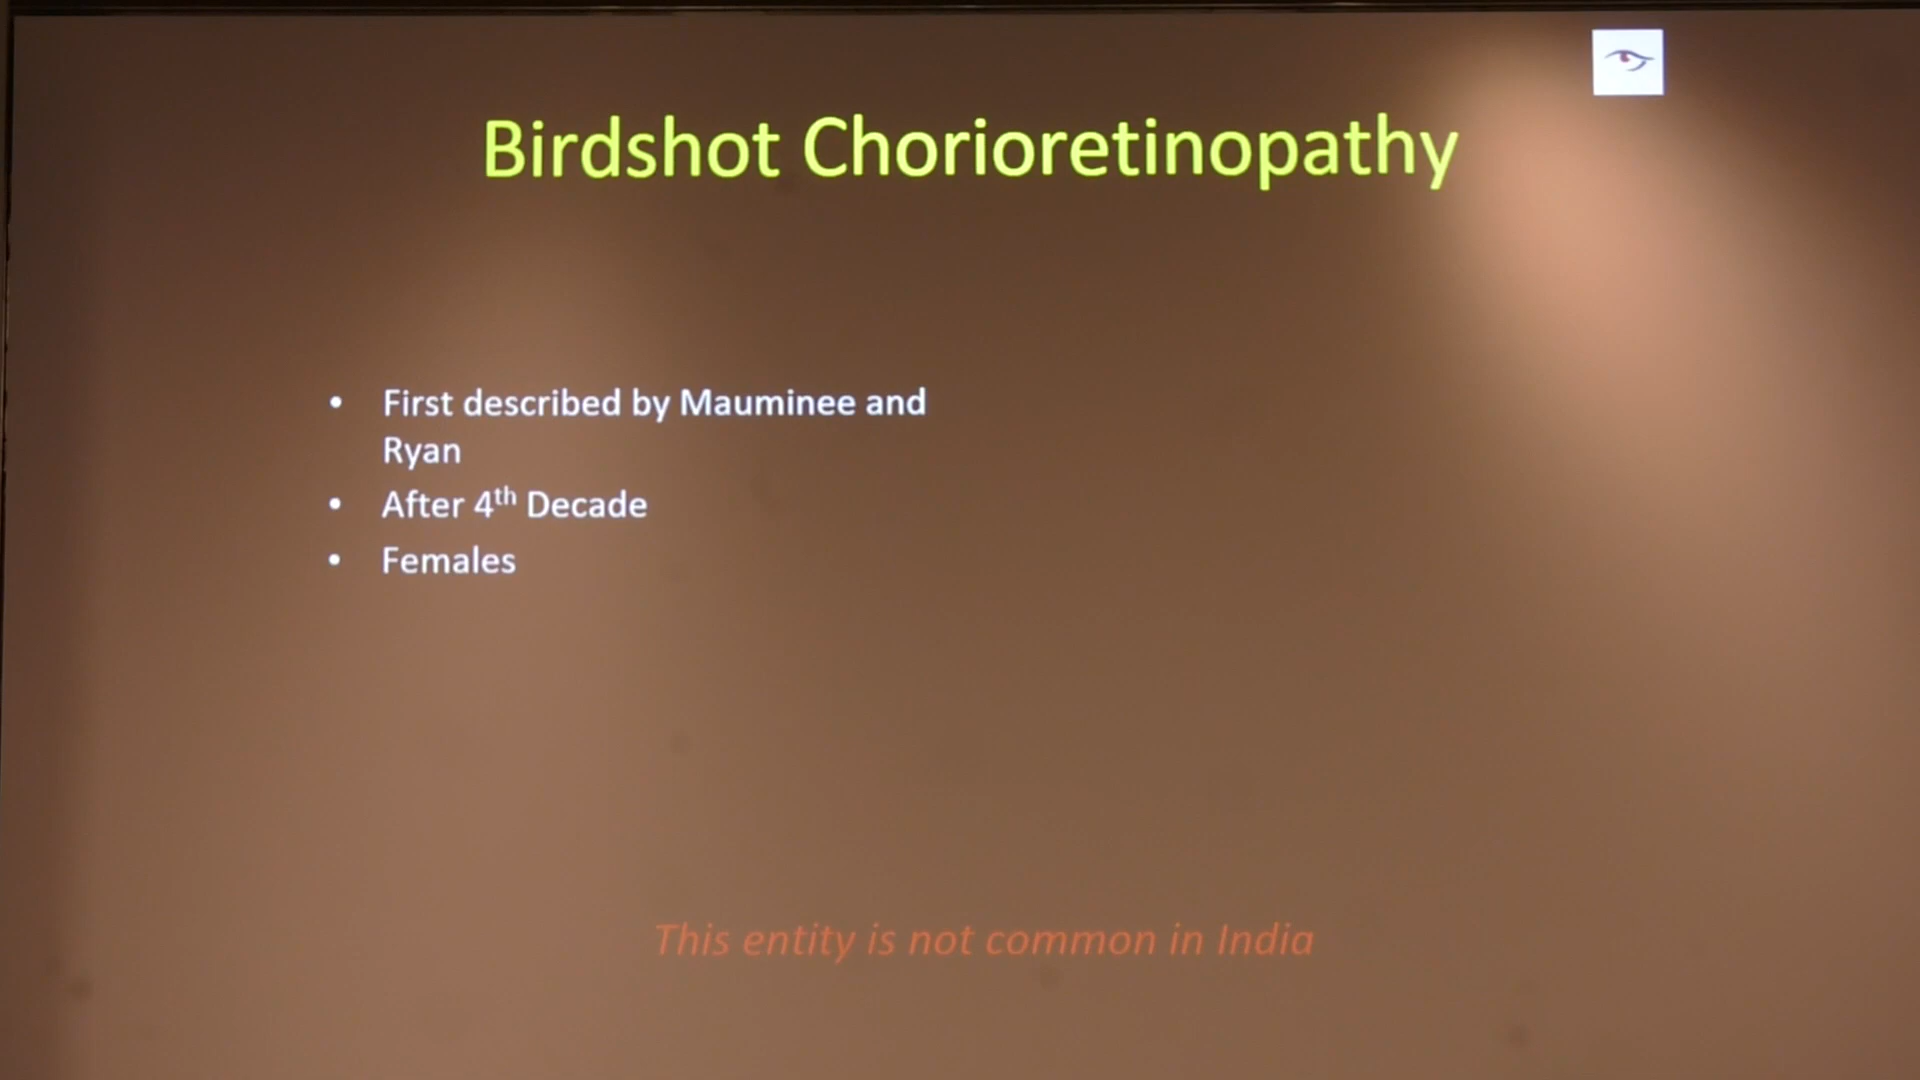 Birdshot Chorioretinopathy
• First described by Mauminee and
Ryan
• After 4th Decade
• Females
This entity is not common in India